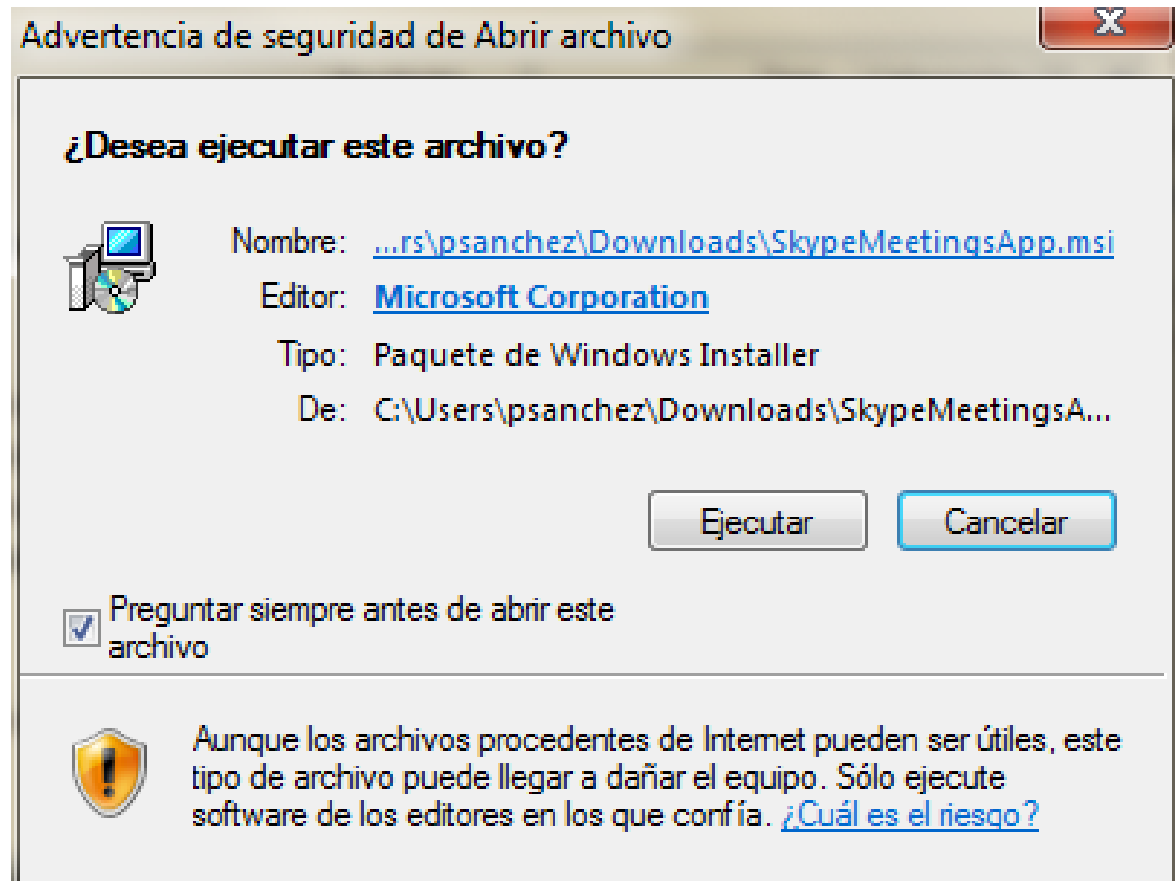 Advertencia de seguridad de Abrir archivo
¿Desea ejecutar este archivo?
Nombre: ...rs\psanchez\Downloads\SkypeMeetingsApp.msi
Editor: Microsoft Corporation
Tipo: Paquete de Windows Installer
De: C:\Users\psanchez\Downloads\SkypeMeetingsA...
Ejecutar Cancelar
Preguntar siempre antes de abrir este
archivo
Aunque los archivos procedentes de Internet pueden ser útiles, este
tipo de archivo puede llegar a dañar el equipo. Sólo ejecute
software de los editores en los que confía. ¿Cuál es el riesgo?